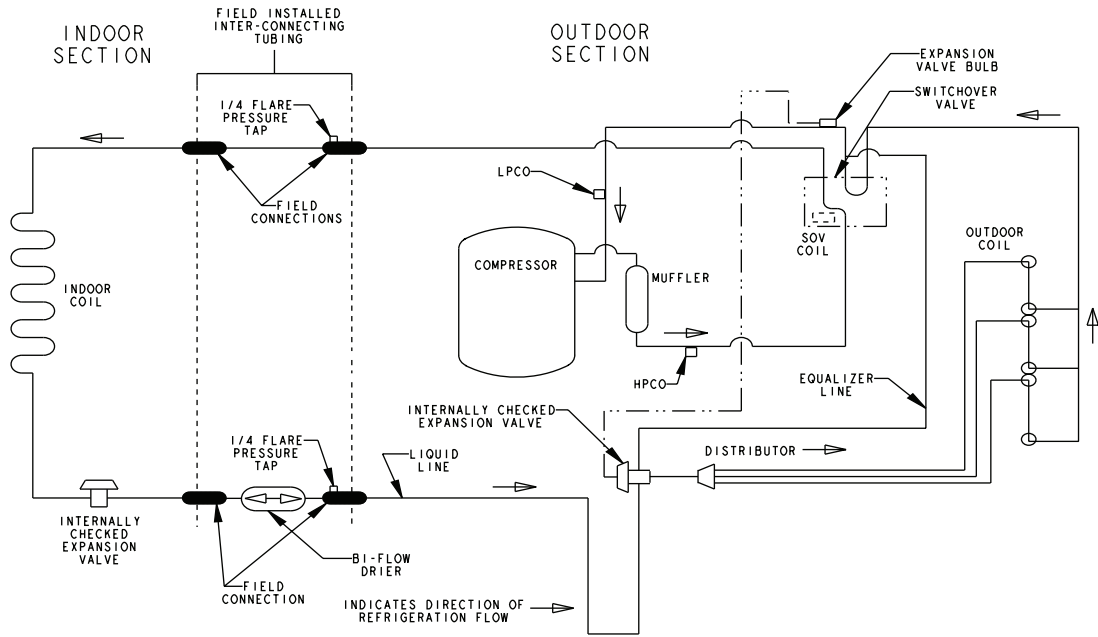 FIELD INSTALLED
INTER-CONNECTING
TUBING
INDOOR
SECTION
OUTDOOR
SECTION
EXPANSION
VALVE BULB
SWITCHOVER
VALVE
1/4 FLARE
PRESSURE
TAP
LPCO
FIELD
CONNECTIONS
SOV
COIL
OUTDOOR
COIL
COMPRESSOR
MUFFLER
INDOOR
COIL
HPCO
EQUALIZER
LINE
INTERNALLY CHECKED
EXPANSION VALVE
1/4 FLARE
PRESSURE
TAP
LIQUID
LINE
DISTRIBUTOR
INTERNALLY
CHECKED
EXPANSION
VALVE
BI-FLOW
DRIER
FIELD
CONNECTION
INDICATES DIRECTION OF
REFRIGERATION FLOW